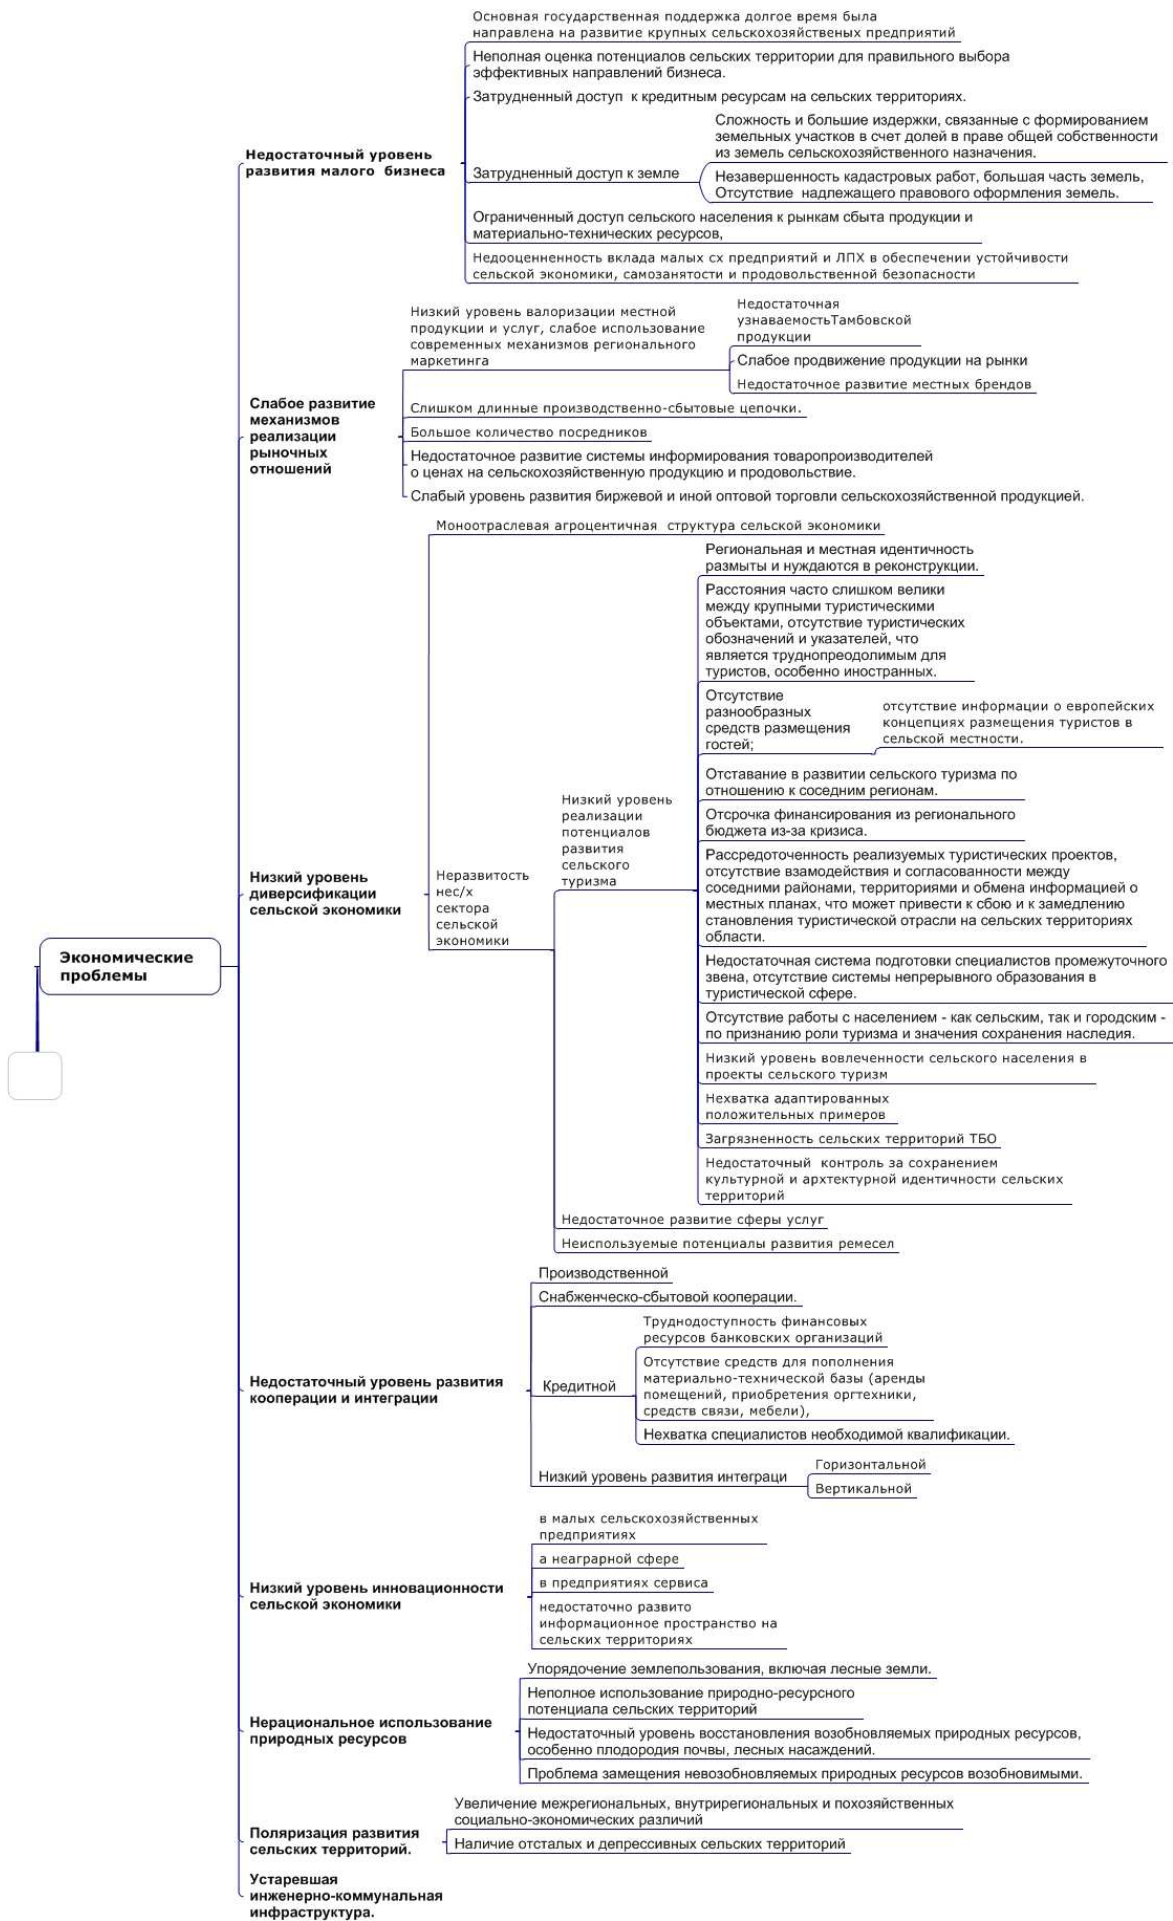 Основная государственная поддержка долгое время была
направлена на развитие крупных сельскохозяйственых предприятий
Неполная оценка потенциалов сельских территории для правильного выбора
эффективных направлений бизнеса.
Затрудненный доступ к кредитным ресурсам на сельских территориях.
Сложность и большие издержки, связанные с формированием
земельных участков в счет долей в праве общей собственности
из земель сельскохозяйственного назначения.
Недостаточный уровень
развития малого бизнеса
Затрудненный доступ к земле
Незавершенность кадастровых работ, большая часть земель,
Отсутствие надлежащего правового оформления земель.
Ограниченный доступ сельского населения к рынкам сбыта продукции и
материально-технических ресурсов,
Недооценненность вклада малых сх предприятий и ЛПХ в обеспечении устойчивости
сельской экономики, самозанятости и продовольственной безопасности
Низкий уровень валоризации местной
продукции и услуг, слабое использование
современных механизмов регионального
маркетинга
Недостаточная
узнаваемостьТамбовской
продукции
Слабое продвижение продукции на рынки
Недостаточное развитие местных брендов
Слабое развитие
механизмов
реализации
рыночных
отношений
Слишком длинные производственно-сбытовые цепочки.
Большое количество посредников
Недостаточное развитие системы информирования товаропроизводителей
о ценах на сельскохозяйственную продукцию и продовольствие.
Слабый уровень развития биржевой и иной оптовой торговли сельскохозяйственной продукцией.
Моноотраслевая агроцентичная структура сельской экономики
Региональная и местная идентичность
размыты и нуждаются в реконструкции.
Расстояния часто слишком велики
между крупными туристическими
объектами, отсутствие туристических
обозначений и указателей, что
является труднопреодолимым для
туристов, особенно иностранных.
Отсутствие
разнообразных
средств размещения
гостей;
отсутствие информации о европейских
концепциях размещения туристов в
сельской местности.
Отставание в развитии сельского туризма по
отношению к соседним регионам.
Низкий уровень
реализации
потенциалов
развития
сельского
туризма
Отсрочка финансирования из регионального
бюджета из-за кризиса.
Низкий уровень
диверсификации
сельской экономики
Неразвитость
нес/х
сектора
сельской
экономики
Рассредоточенность реализуемых туристических проектов,
отсутствие взамодействия и согласованности между
соседними районами, территориями и обмена информацией о
местных планах, что может привести к сбою и к замедлению
становления туристической отрасли на сельских территориях
области.
Экономические
проблемы
Недостаточная система подготовки специалистов промежуточного
звена, отсутствие системы непрерывного образования в
туристической сфере.
Отсутствие работы с населением - как сельским, так и городским -
по признанию роли туризма и значения сохранения наследия.
Низкий уровень вовлеченности сельского населения в
проекты сельского туризм
Нехватка адаптированных
положительных примеров
Загрязненность сельских территорий ТБО
Недостаточный контроль за сохранением
культурной и архтектурной идентичности сельских
территорий
Недостаточное развитие сферы услуг
Неиспользуемые потенциалы развития ремесел
Производственной
Снабженческо-сбытовой кооперации.
Труднодоступность финансовых
ресурсов банковских организаций
Недостаточный уровень развития
кооперации и интеграции
Кредитной
Отсутствие средств для пополнения
материально-технической базы (аренды
помещений, приобретения оргтехники,
средств связи, мебели),
Нехватка специалистов необходимой квалификации.
Низкий уровень развития интеграци
Горизонтальной
Вертикальной
в малых сельскохозяйственных
предприятиях
а неаграрной сфере
Низкий уровень инновационности
сельской экономики
в предприятиях сервиса
недостаточно развито
информационное пространство на
сельских территориях
Упорядочение землепользования, включая лесные земли.
Неполное использование природно-ресурсного
потенциала сельских территорий
Нерациональное использование
природных ресурсов
Недостаточный уровень восстановления возобновляемых природных ресурсов,
особенно плодородия почвы, лесных насаждений.
Проблема замещения невозобновляемых природных ресурсов возобновимыми.
Увеличение межрегиональных, внутрирегиональных и похозяйственных
социально-экономических различий
Поляризация развития
сельских территорий.
Наличие отсталых и депрессивных сельских территорий
Устаревшая
инженерно-коммунальная
инфраструктура.